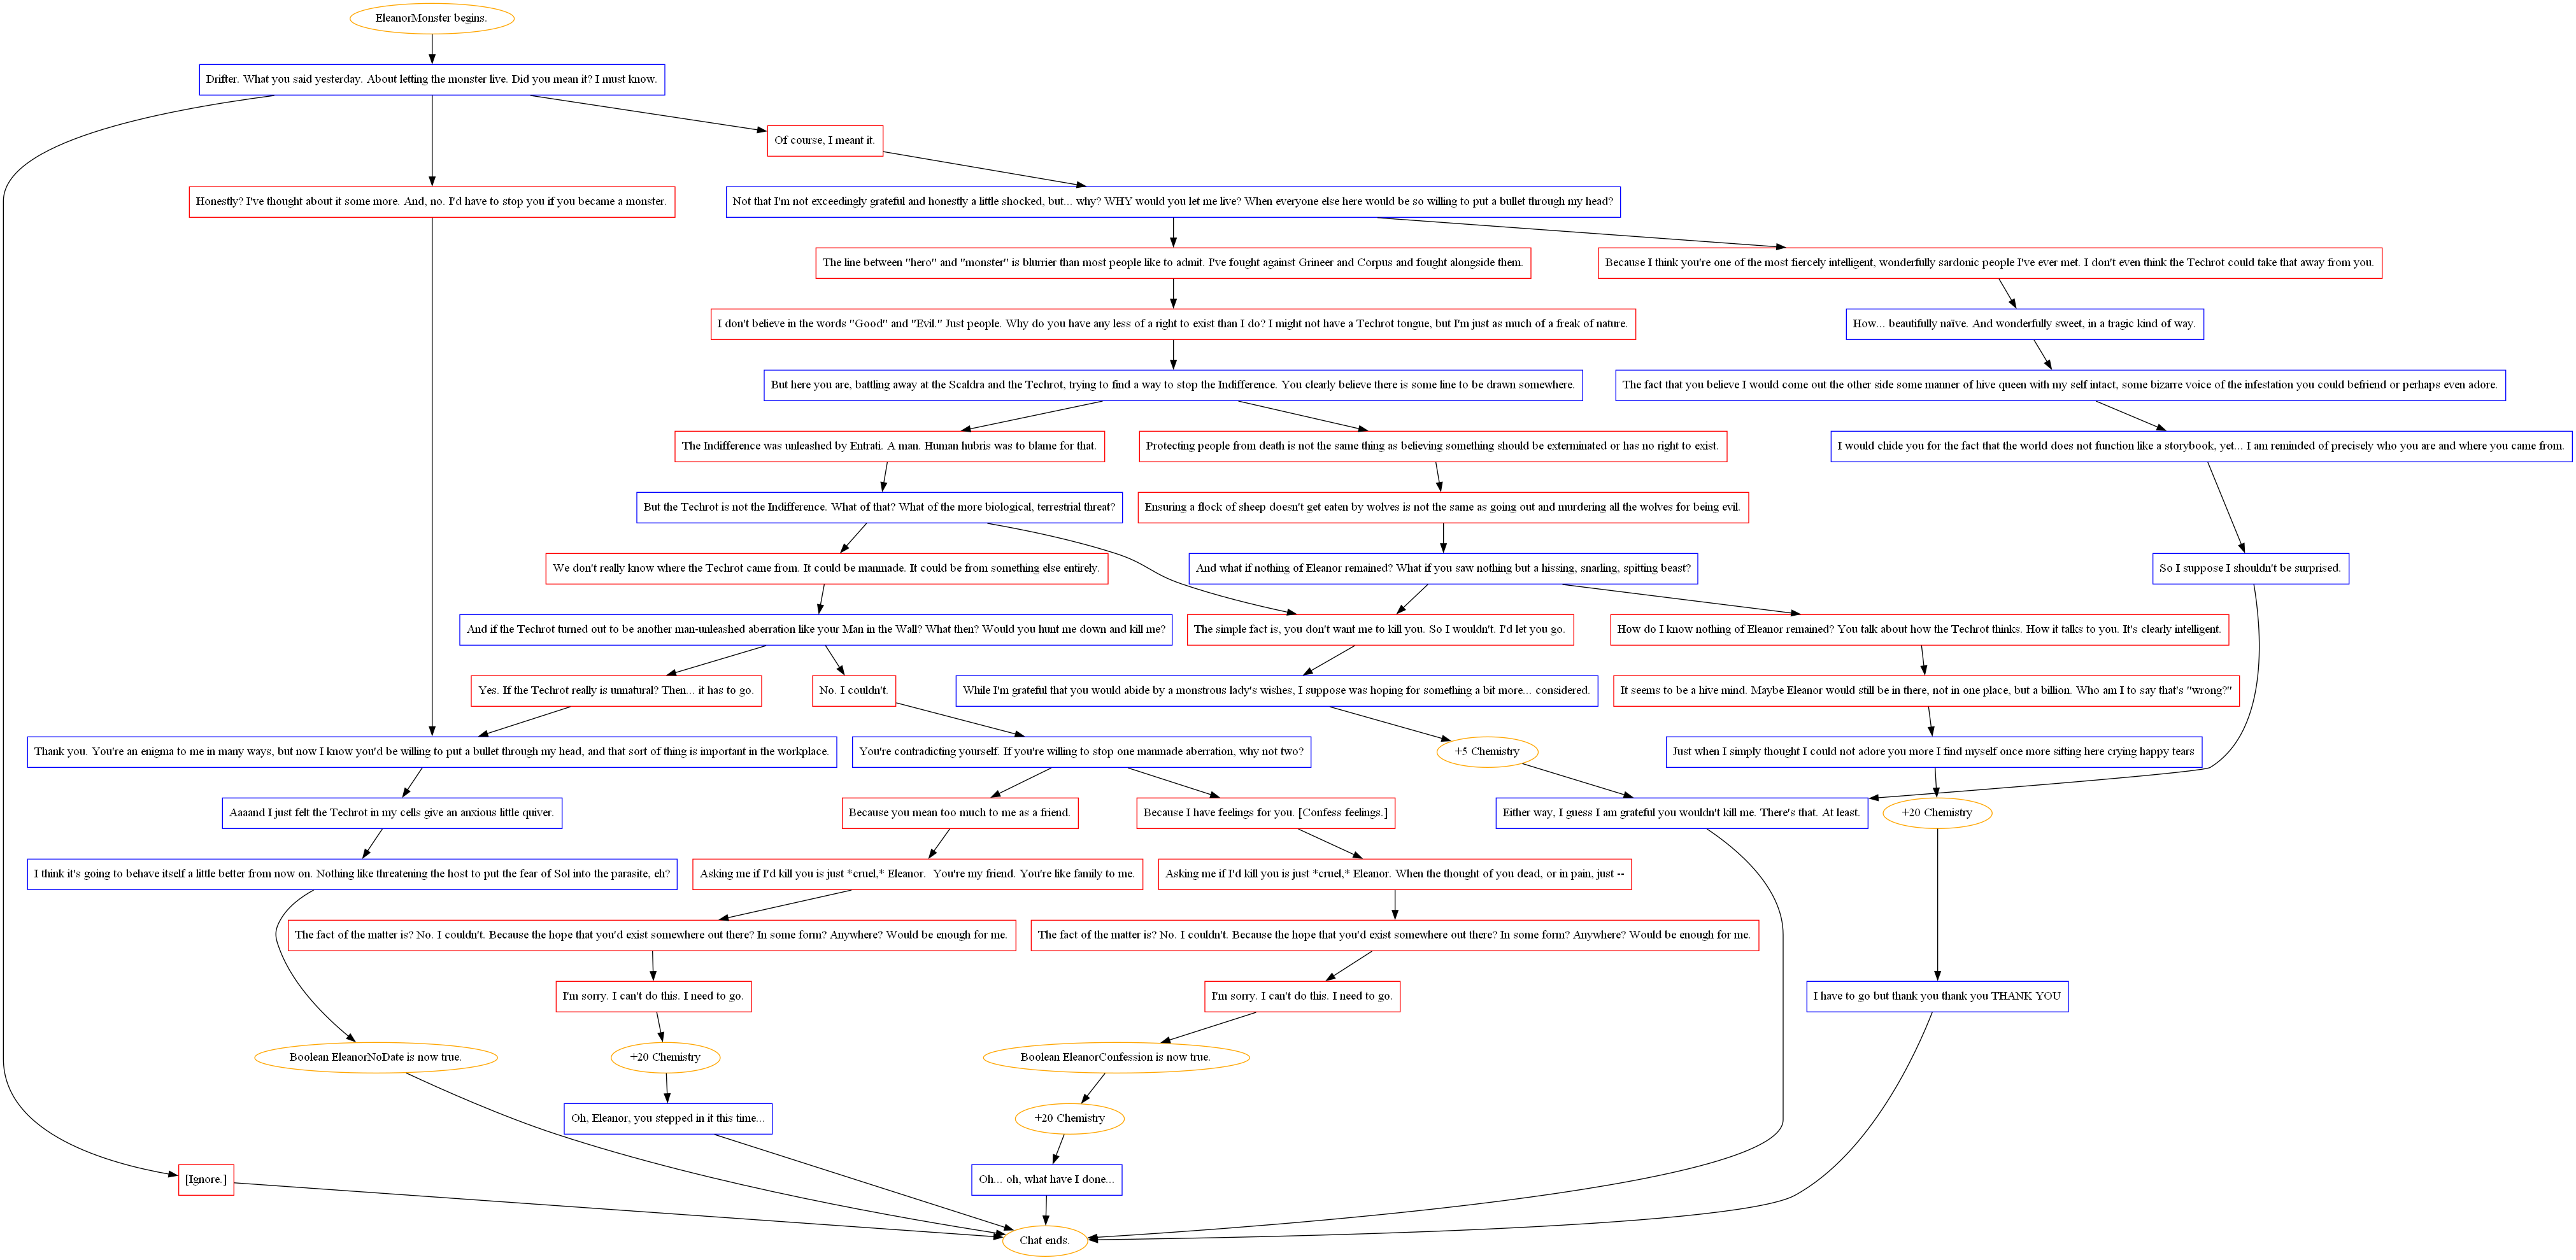 EleanorMonster begins.
Drifter. What you said yesterday. About letting the monster live. Did you mean it? I must know.
Of course, I meant it.
Honestly? I've thought about it some more. And, no. I'd have to stop you if you became a monster.
Not that I'm not exceedingly grateful and honestly a little shocked, but... why? WHY would you let me live? When everyone else here would be so willing to put a bullet through my head?
The line between "hero" and "monster" is blurrier than most people like to admit. I've fought against Grineer and Corpus and fought alongside them.
Because I think you're one of the most fiercely intelligent, wonderfully sardonic people I've ever met. I don't even think the Techrot could take that away from you.
I don't believe in the words "Good" and "Evil." Just people. Why do you have any less of a right to exist than I do? I might not have a Techrot tongue, but I'm just as much of a freak of nature.
How... beautifully naïve. And wonderfully sweet, in a tragic kind of way.
But here you are, battling away at the Scaldra and the Techrot, trying to find a way to stop the Indifference. You clearly believe there is some line to be drawn somewhere.
The fact that you believe I would come out the other side some manner of hive queen with my self intact, some bizarre voice of the infestation you could befriend or perhaps even adore.
The Indifference was unleashed by Entrati. A man. Human hubris was to blame for that.
Protecting people from death is not the same thing as believing something should be exterminated or has no right to exist.
I would chide you for the fact that the world does not function like a storybook, yet... I am reminded of precisely who you are and where you came from.
But the Techrot is not the Indifference. What of that? What of the more biological, terrestrial threat?
Ensuring a flock of sheep doesn't get eaten by wolves is not the same as going out and murdering all the wolves for being evil.
We don't really know where the Techrot came from. It could be manmade. It could be from something else entirely.
And what if nothing of Eleanor remained? What if you saw nothing but a hissing, snarling, spitting beast?
So I suppose I shouldn't be surprised.
And if the Techrot turned out to be another man-unleashed aberration like your Man in the Wall? What then? Would you hunt me down and kill me?
The simple fact is, you don't want me to kill you. So I wouldn't. I'd let you go.
How do I know nothing of Eleanor remained? You talk about how the Techrot thinks. How it talks to you. It's clearly intelligent.
Yes. If the Techrot really is unnatural? Then... it has to go.
No. I couldn't.
While I'm grateful that you would abide by a monstrous lady's wishes, I suppose was hoping for something a bit more... considered.
It seems to be a hive mind. Maybe Eleanor would still be in there, not in one place, but a billion. Who am I to say that's "wrong?"
Thank you. You're an enigma to me in many ways, but now I know you'd be willing to put a bullet through my head, and that sort of thing is important in the workplace.
You're contradicting yourself. If you're willing to stop one manmade aberration, why not two?
+5 Chemistry
Just when I simply thought I could not adore you more I find myself once more sitting here crying happy tears
Aaaand I just felt the Techrot in my cells give an anxious little quiver.
Because you mean too much to me as a friend.
Because I have feelings for you. [Confess feelings.]
Either way, I guess I am grateful you wouldn't kill me. There's that. At least.
+20 Chemistry
I think it's going to behave itself a little better from now on. Nothing like threatening the host to put the fear of Sol into the parasite, eh?
Asking me if I'd kill you is just *cruel,* Eleanor.  You're my friend. You're like family to me.
Asking me if I'd kill you is just *cruel,* Eleanor. When the thought of you dead, or in pain, just --
The fact of the matter is? No. I couldn't. Because the hope that you'd exist somewhere out there? In some form? Anywhere? Would be enough for me.
The fact of the matter is? No. I couldn't. Because the hope that you'd exist somewhere out there? In some form? Anywhere? Would be enough for me.
I'm sorry. I can't do this. I need to go.
I'm sorry. I can't do this. I need to go.
I have to go but thank you thank you THANK YOU
Boolean EleanorNoDate is now true.
+20 Chemistry
Boolean EleanorConfession is now true.
Oh, Eleanor, you stepped in it this time...
+20 Chemistry
[Ignore.]
Oh... oh, what have I done...
Chat ends.